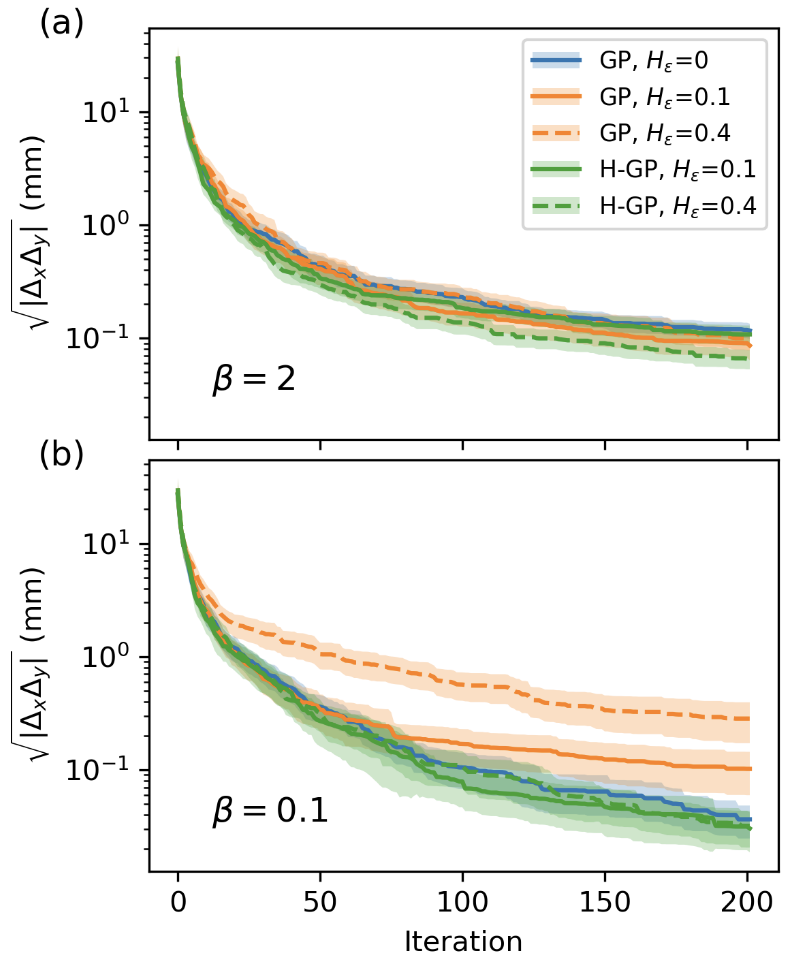 (a)
10¹
10⁰
10⁻¹
√|ΔₓΔᵧ| (mm)
GP, Hε=0
GP, Hε=0.1
GP, Hε=0.4
H-GP, Hε=0.1
H-GP, Hε=0.4
β = 2
(b)
10¹
10⁰
10⁻¹
√|ΔₓΔᵧ| (mm)
β = 0.1
0 50 100 150 200
Iteration